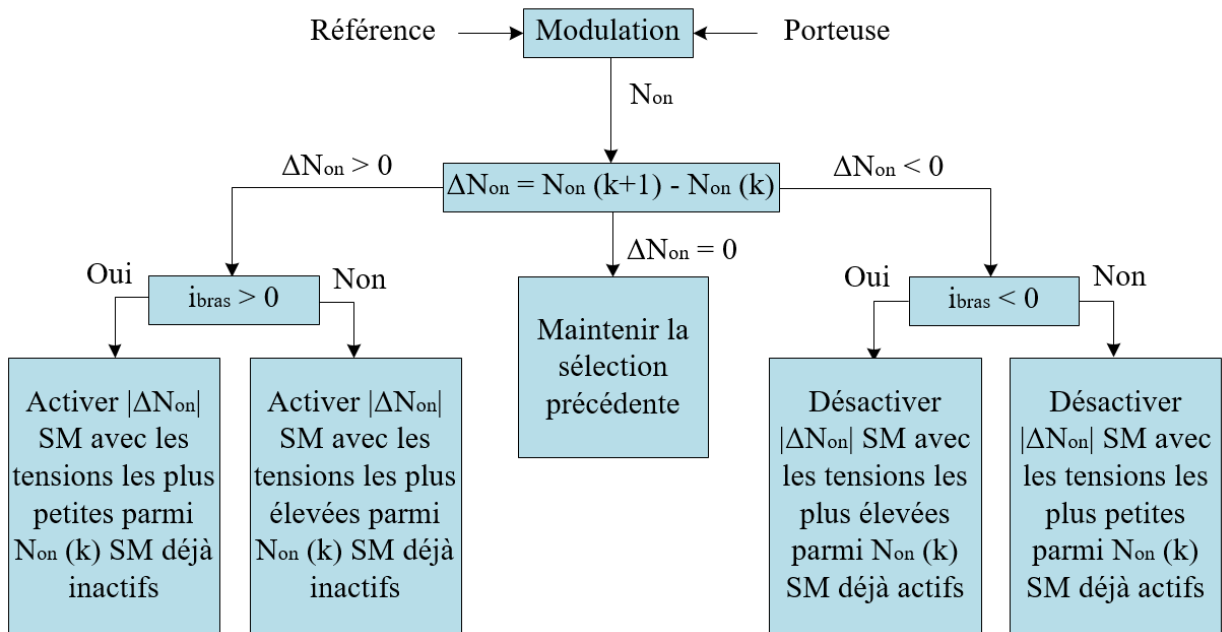 Référence
Modulation
Porteuse
Non
ΔNon > 0
ΔNon = Non (k+1) - Non (k)
ΔNon < 0
ΔNon = 0
Oui
ibras > 0
Non
Oui
ibras < 0
Non
Activer |ΔNon|
SM avec les
tensions les plus
petites parmi
Non (k) SM déjà
inactifs
Activer |ΔNon|
SM avec les
tensions les plus
élevées parmi
Non (k) SM déjà
inactifs
Maintenir la
sélection
précédente
Désactiver
|ΔNon| SM avec
les tensions les
plus élevées
parmi Non (k)
SM déjà actifs
Désactiver
|ΔNon| SM avec
les tensions les
plus petites
parmi Non (k)
SM déjà actifs